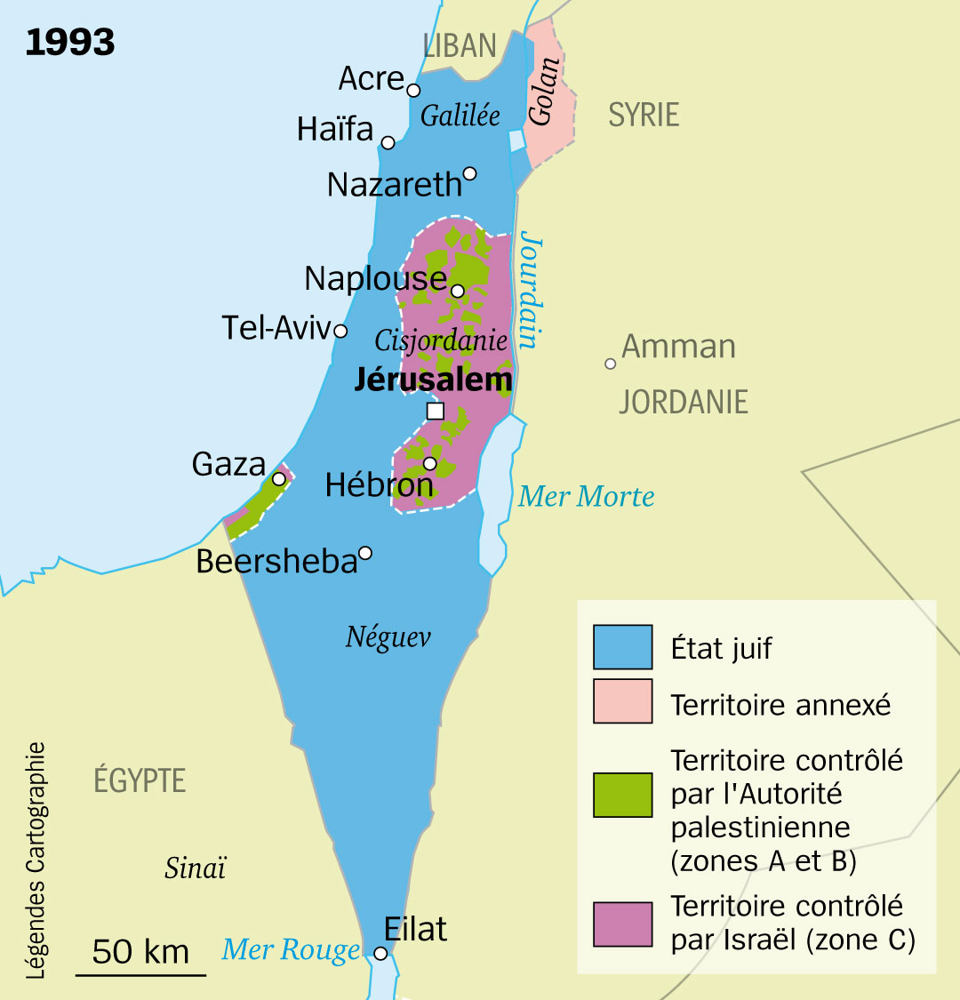 1993
LIBAN
Acre
Galilée
Golan
SYRIE
Haïfa
Nazareth
Jourdain
Naplouse
Tel-Aviv
Cisjordanie
Amman
Jérusalem
JORDANIE
Gaza
Hébron
Mer Morte
Beersheba
Néguev
État juif
Territoire annexé
Territoire contrôlé
par l'Autorité
palestinienne
(zones A et B)
Territoire contrôlé
par Israël (zone C)
ÉGYPTE
Sinaï
Eilat
Mer Rouge
50 km
Légendes Cartographie